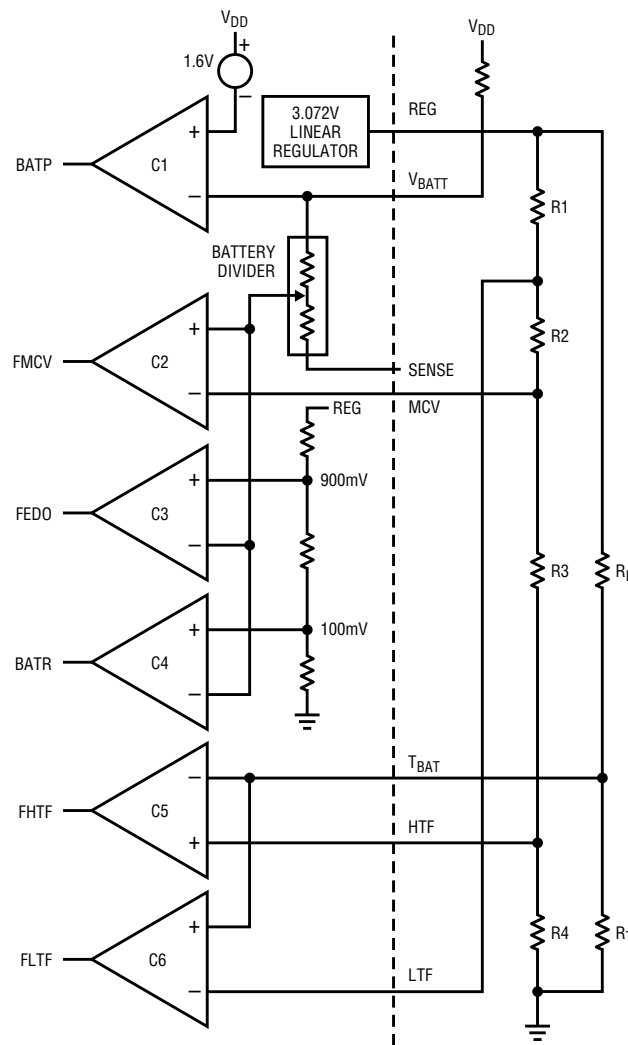 VDD
VDD
1.6V
+
−
3.072V
LINEAR
REGULATOR
REG
BATP
C1
+
−
VBATT
R1
BATTERY
DIVIDER
FMCV
C2
+
−
R2
SENSE
MCV
REG
FEDO
C3
+
−
900mV
R3
BATR
C4
+
−
100mV
TBAT
FHTF
C5
−
+
HTF
R4
FLTF
C6
+
−
LTF